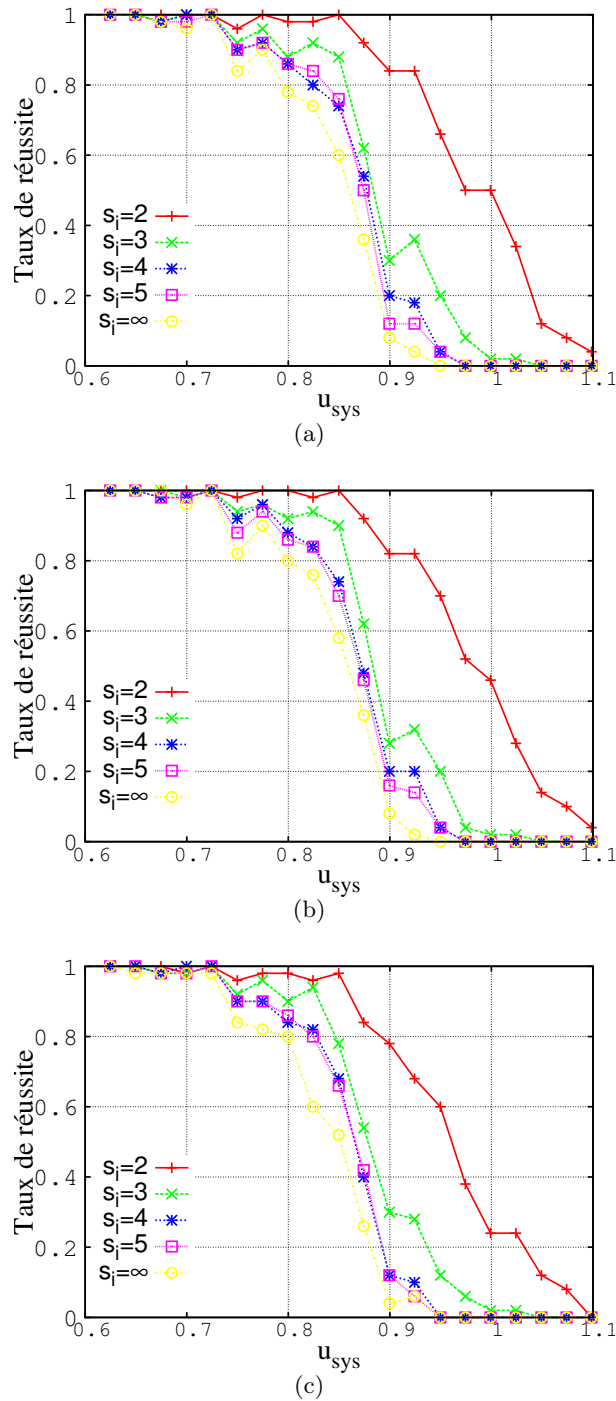 1
0.8
0.6
0.4
0.2
0
Taux de réussite
s_i=2
s_i=3
s_i=4
s_i=5
s_i=∞
0.6 0.7 0.8 0.9 1 1.1
u_sys
(a)
1
0.8
0.6
0.4
0.2
0
Taux de réussite
s_i=2
s_i=3
s_i=4
s_i=5
s_i=∞
0.6 0.7 0.8 0.9 1 1.1
u_sys
(b)
1
0.8
0.6
0.4
0.2
0
Taux de réussite
s_i=2
s_i=3
s_i=4
s_i=5
s_i=∞
0.6 0.7 0.8 0.9 1 1.1
u_sys
(c)